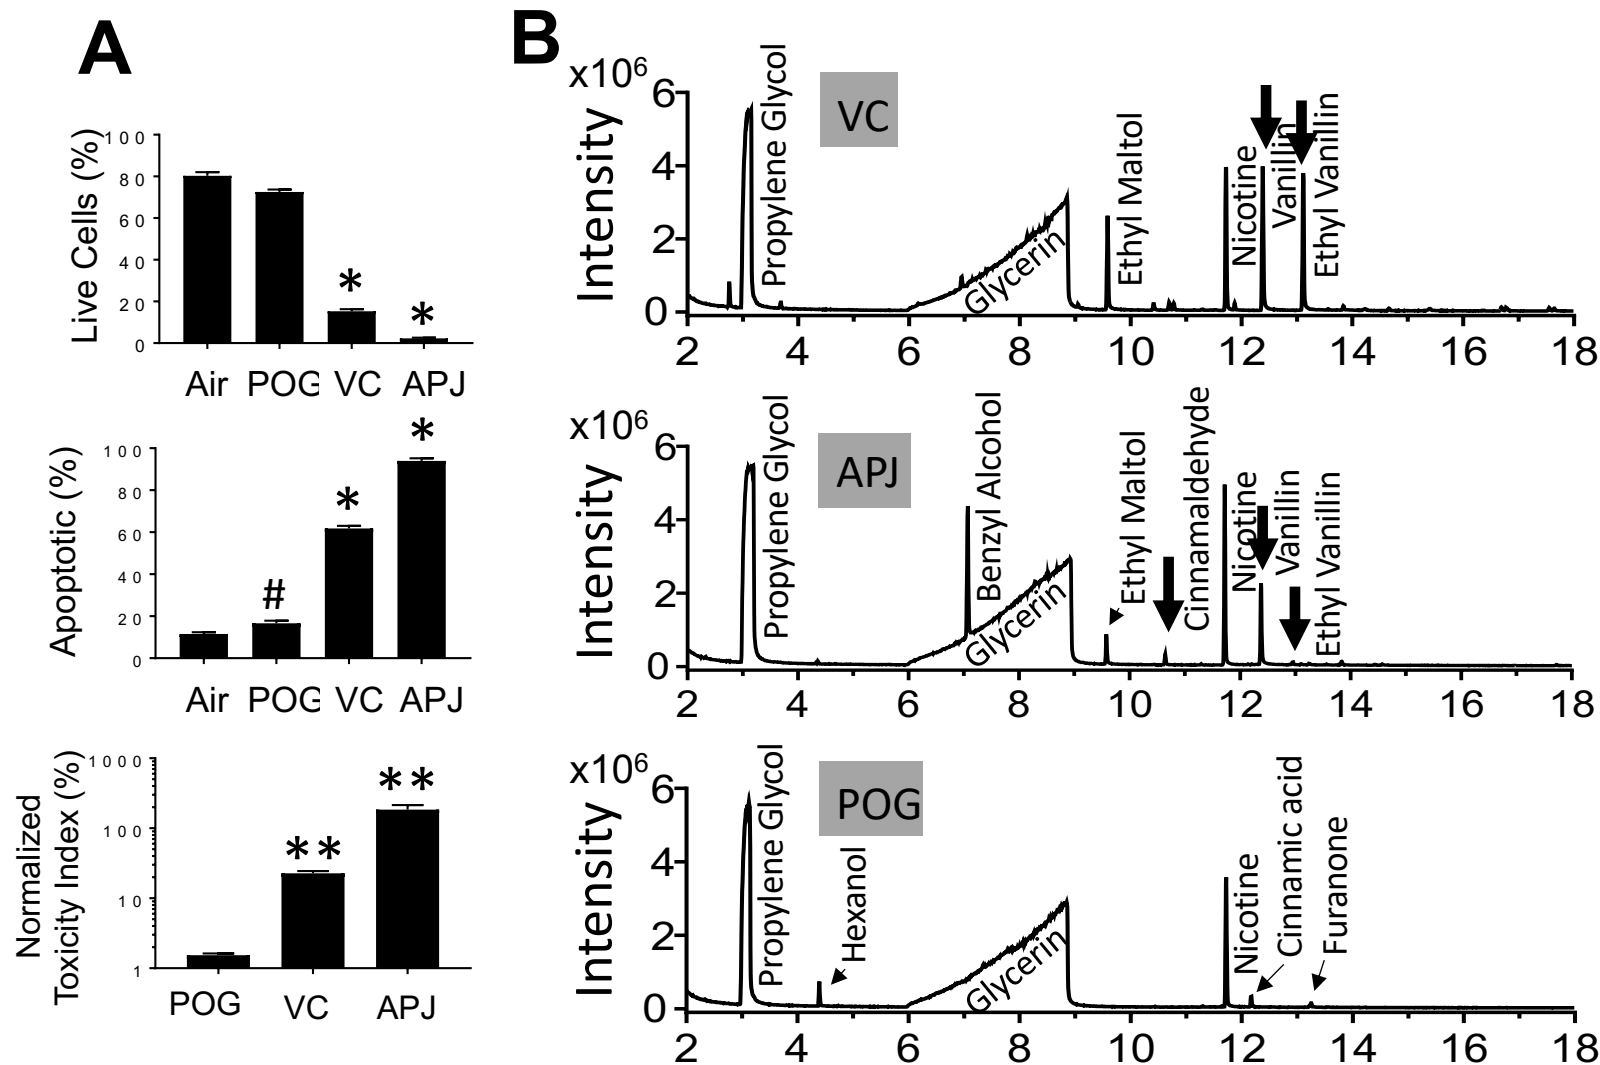 A
Live Cells (%)
100
80
60
40
20
0
*
*
Air POG VC APJ
Apoptotic (%)
100
80
60
40
20
0
#
*
*
Air POG VC APJ
Normalized
Toxicity Index (%)
1000
100
10
1
**
**
POG VC APJ
B
x10⁶
Intensity
6
4
2
0
VC
Propylene Glycol
Glycerin
Ethyl Maltol
Nicotine
Vanillin
Ethyl Vanillin
2 4 6 8 10 12 14 16 18
x10⁶
Intensity
6
4
2
0
APJ
Propylene Glycol
Benzyl Alcohol
Glycerin
Ethyl Maltol
Cinnamaldehyde
Nicotine
Vanillin
Ethyl Vanillin
2 4 6 8 10 12 14 16 18
x10⁶
Intensity
6
4
2
0
POG
Propylene Glycol
Hexanol
Glycerin
Nicotine
Cinnamic acid
Furanone
2 4 6 8 10 12 14 16 18